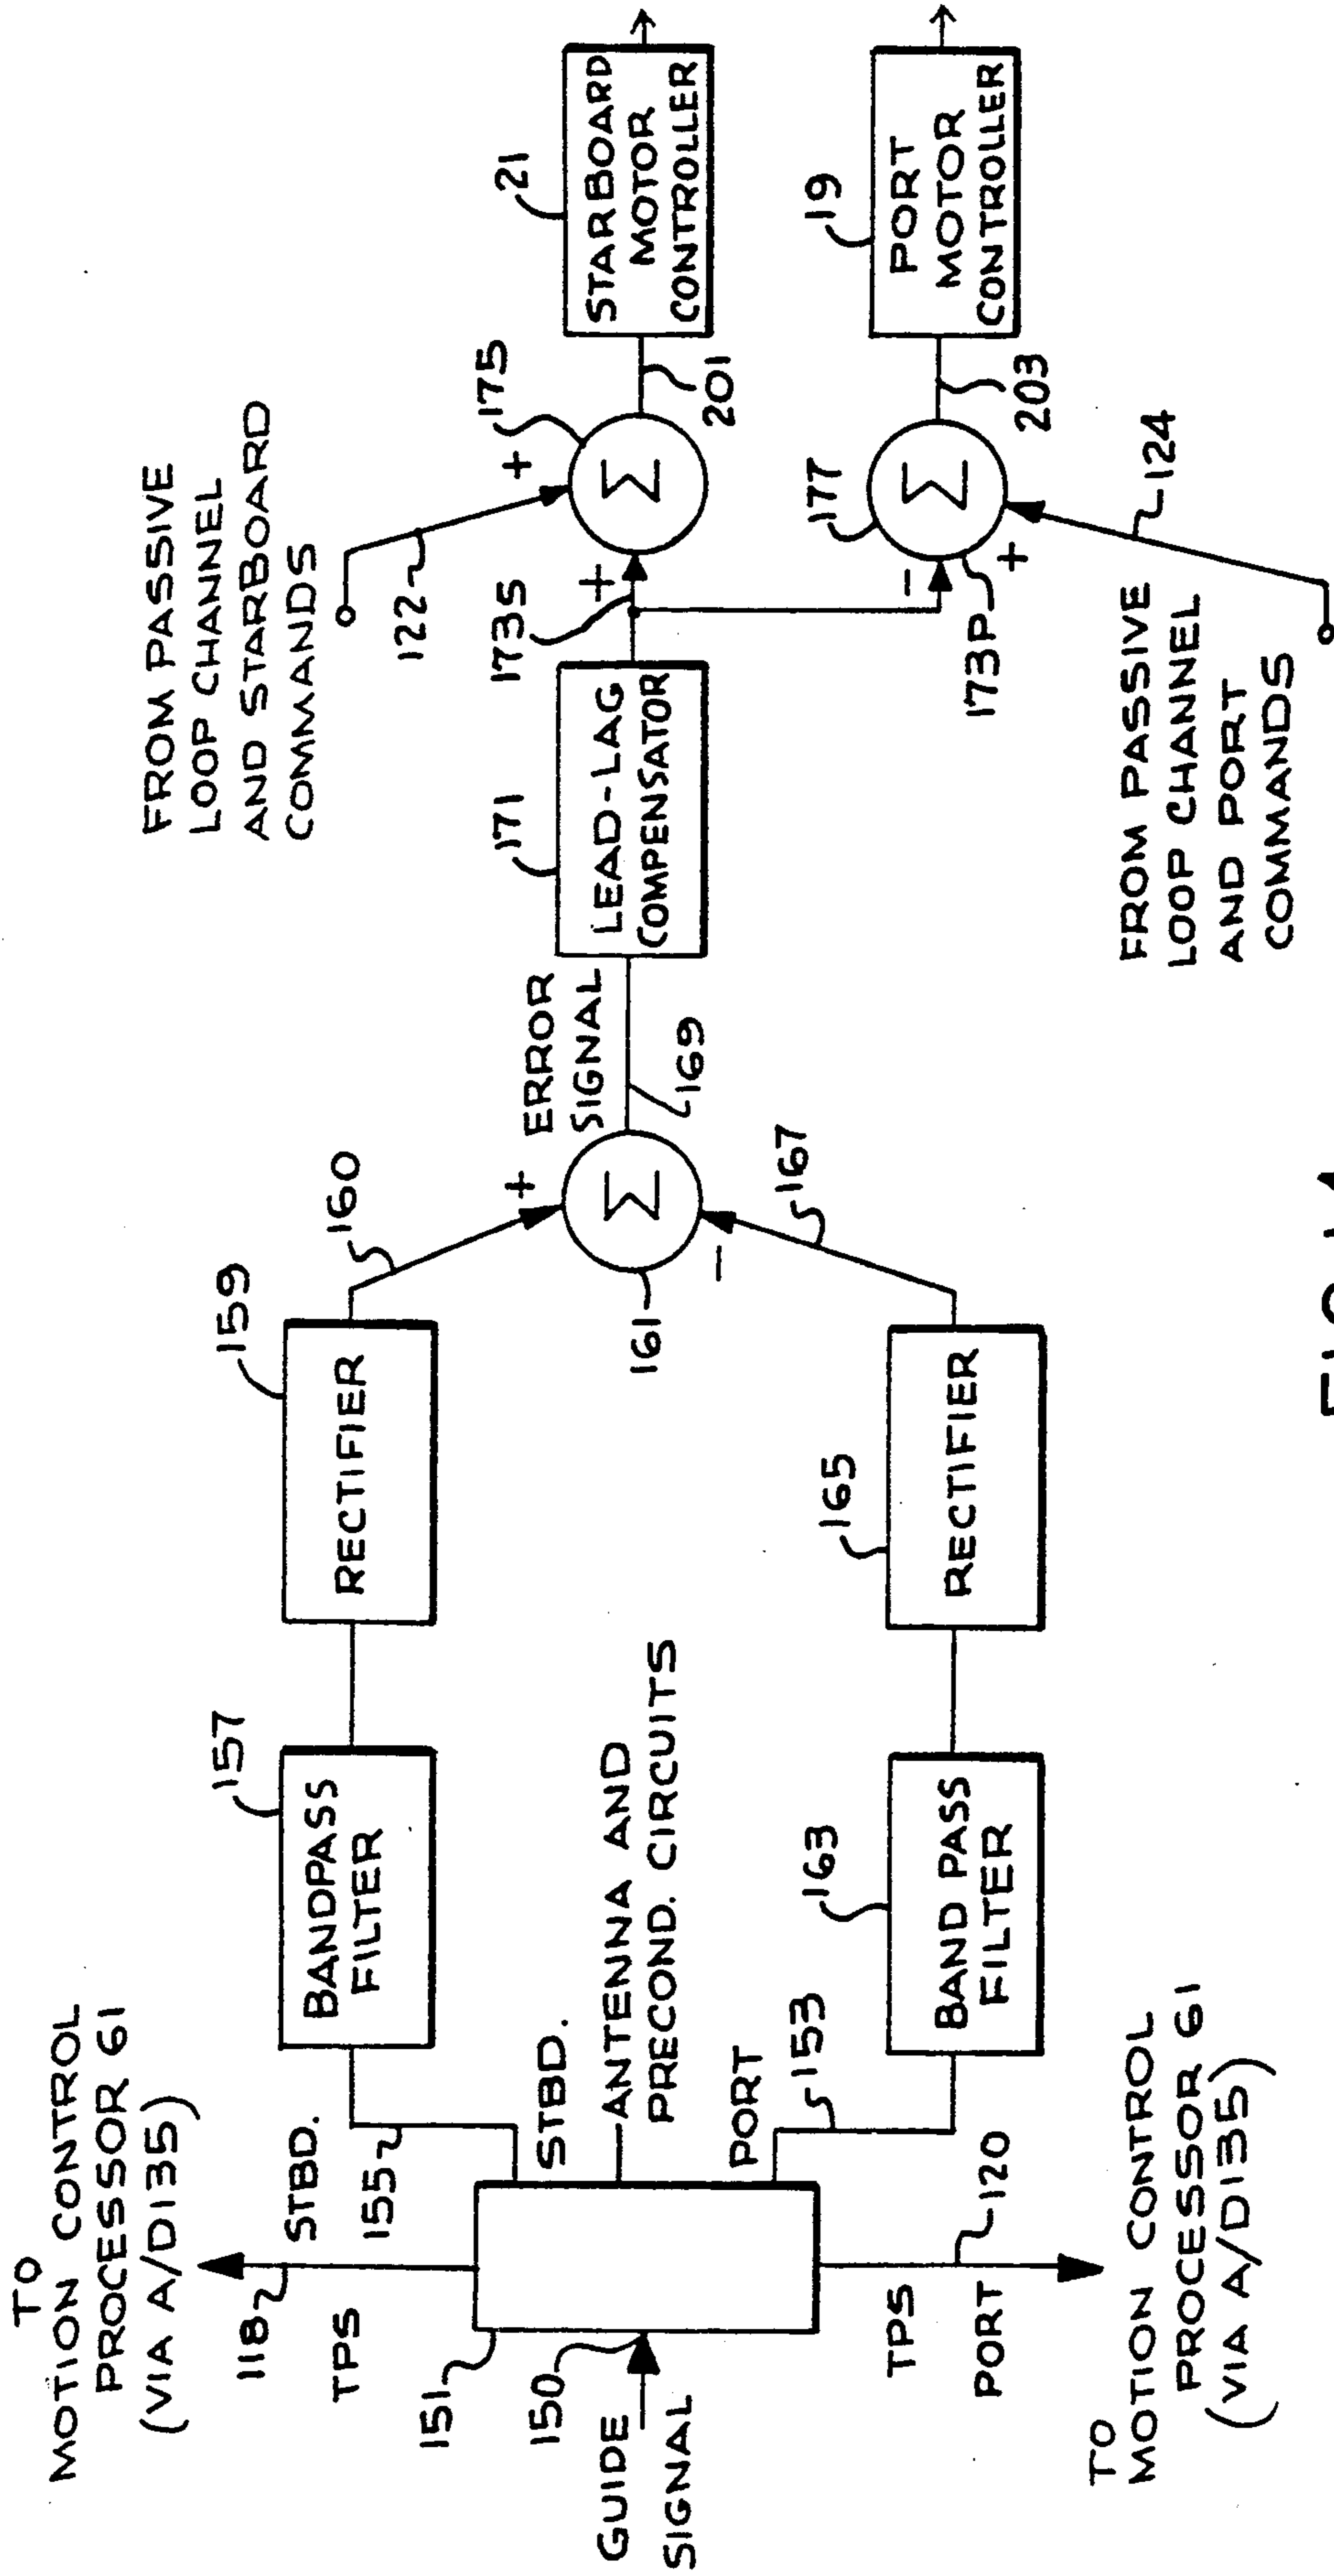 TO
MOTION CONTROL
PROCESSOR 61
(VIA A/D135)
118
STBD.
TPS
155
151
150
GUIDE
SIGNAL
STBD.
ANTENNA AND
PRECOND. CIRCUITS
PORT
153
TPS
PORT
120
TO
MOTION CONTROL
PROCESSOR 61
(VIA A/D135)
157
BANDPASS
FILTER
159
RECTIFIER
160
+
163
BAND PASS
FILTER
165
RECTIFIER
167
−
161
Σ
ERROR
SIGNAL
169
171
LEAD-LAG
COMPENSATOR
FROM PASSIVE
LOOP CHANNEL
AND STARBOARD
COMMANDS
122
173S
+
+
175
Σ
201
21
STARBOARD
MOTOR
CONTROLLER
177
−
Σ
173P
+
203
19
PORT
MOTOR
CONTROLLER
124
FROM PASSIVE
LOOP CHANNEL
AND PORT
COMMANDS